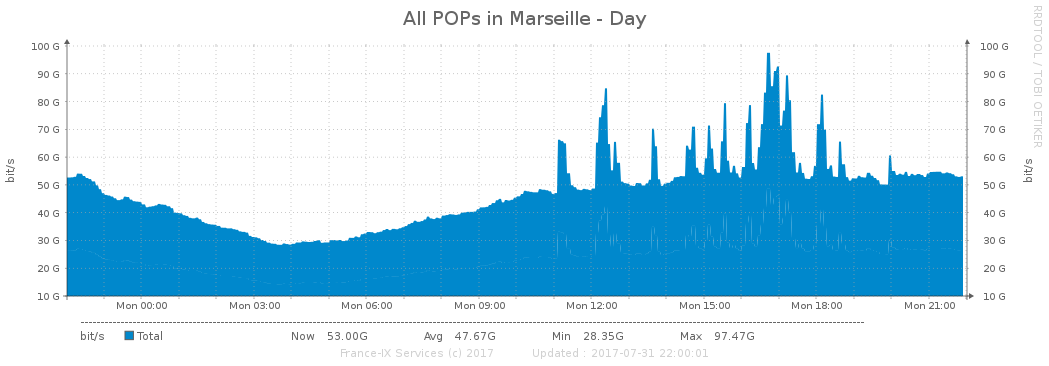 All POPs in Marseille - Day
RRDTOOL / TOBI OETIKER
bit/s
100 G
90 G
80 G
70 G
60 G
50 G
40 G
30 G
20 G
10 G
100 G
90 G
80 G
70 G
60 G
50 G
40 G
30 G
20 G
10 G
bit/s
Mon 00:00 Mon 03:00 Mon 06:00 Mon 09:00 Mon 12:00 Mon 15:00 Mon 18:00 Mon 21:00
bit/s Total Now 53.00G Avg 47.67G Min 28.35G Max 97.47G
France-IX Services (c) 2017 Updated : 2017-07-31 22:00:01